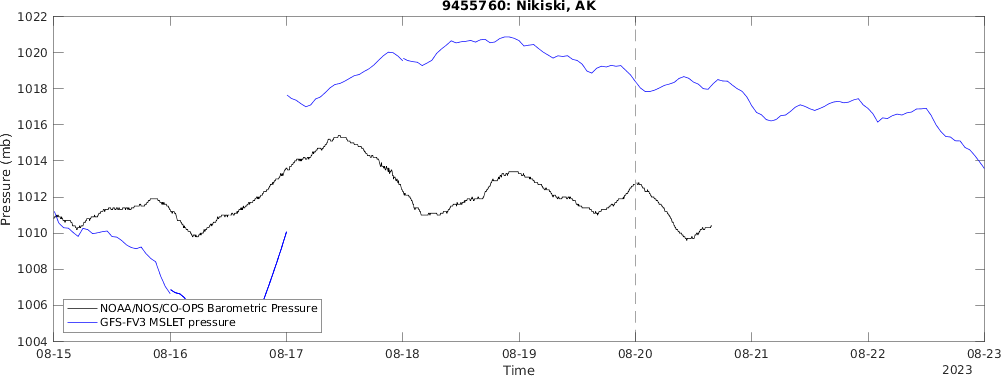 9455760: Nikiski, AK
Pressure (mb)
1022
1020
1018
1016
1014
1012
1010
1008
1006
1004
NOAA/NOS/CO-OPS Barometric Pressure
GFS-FV3 MSLET pressure
08-15 08-16 08-17 08-18 08-19 08-20 08-21 08-22 08-23
Time
2023